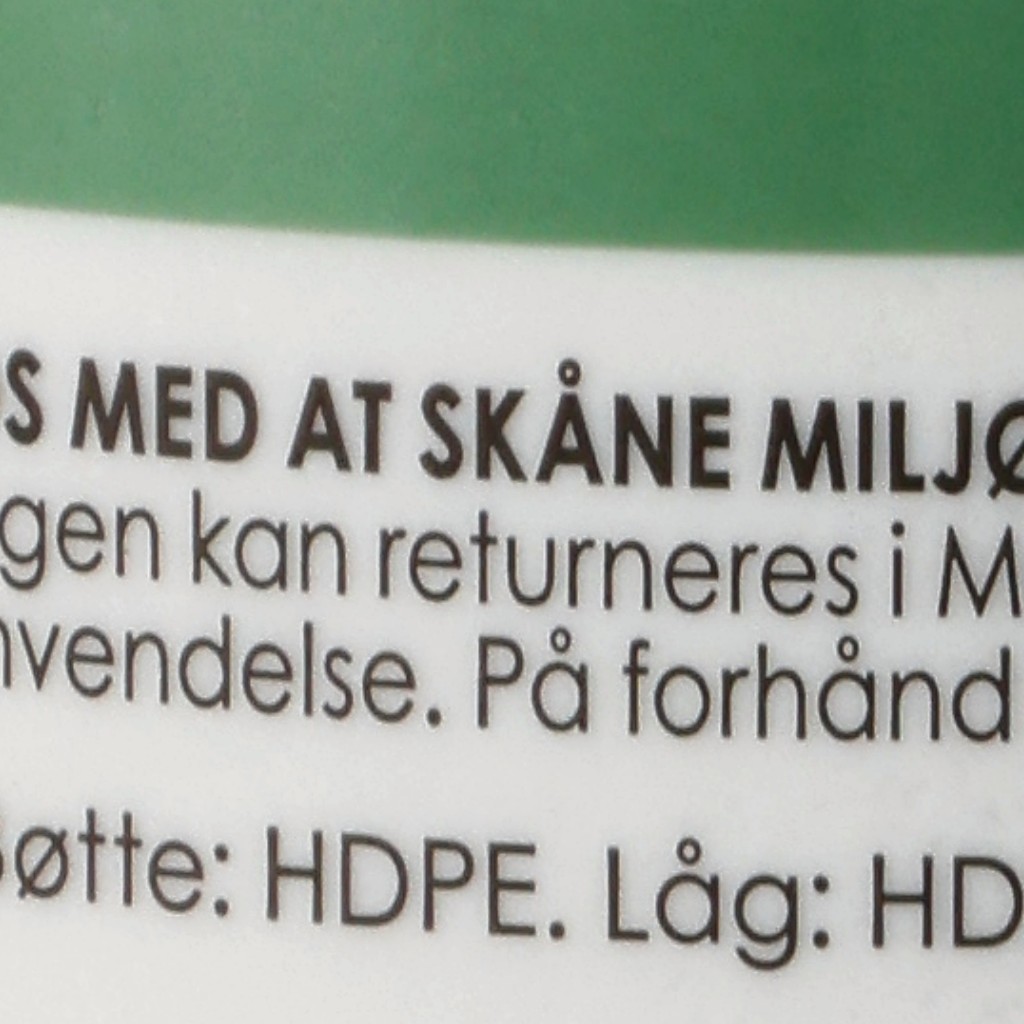 S MED AT SKÅNE MILJØ
gen kan returneres i M
nvendelse. På forhånd
øtte: HDPE. Låg: HD